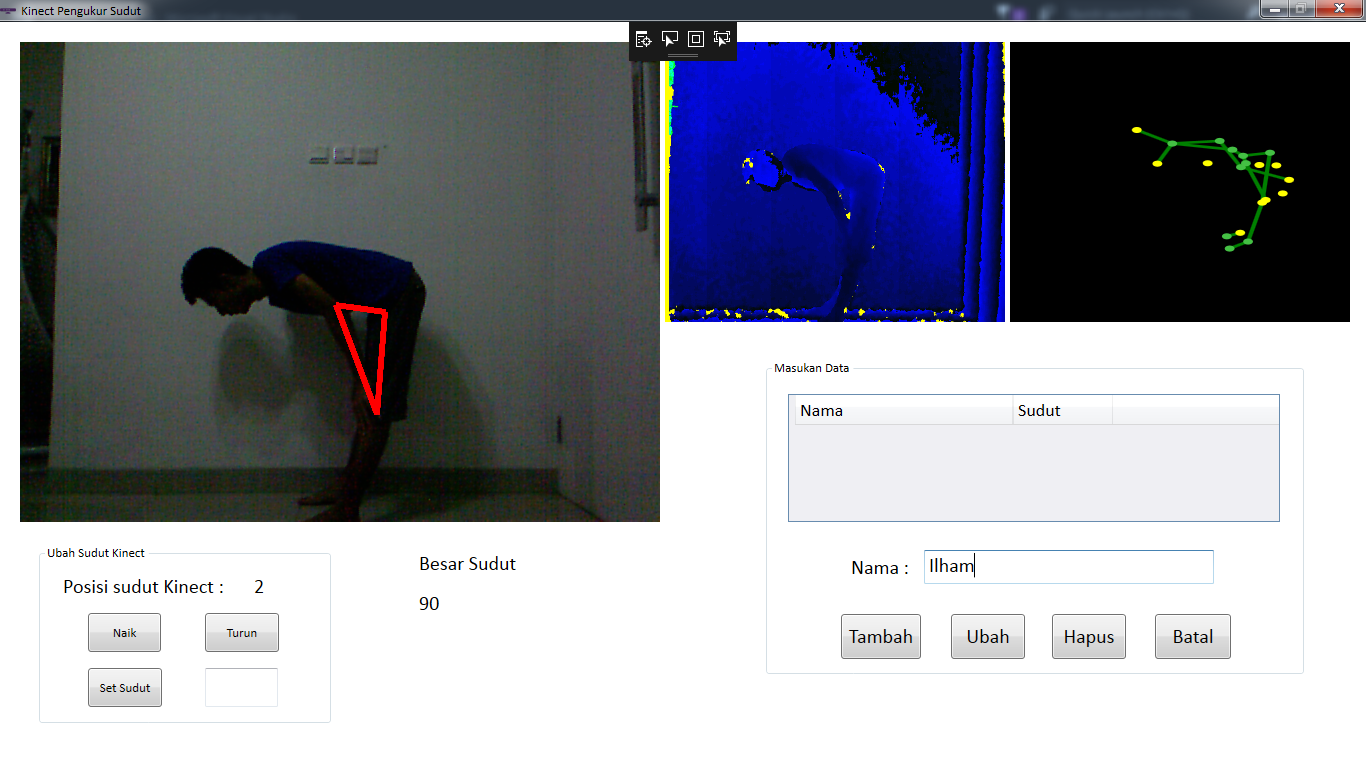 Kinect Pengukur Sudut
Masukan Data
Nama Sudut
Nama : Ilham
Tambah Ubah Hapus Batal
Ubah Sudut Kinect
Posisi sudut Kinect : 2
Naik Turun
Set Sudut
Besar Sudut
90